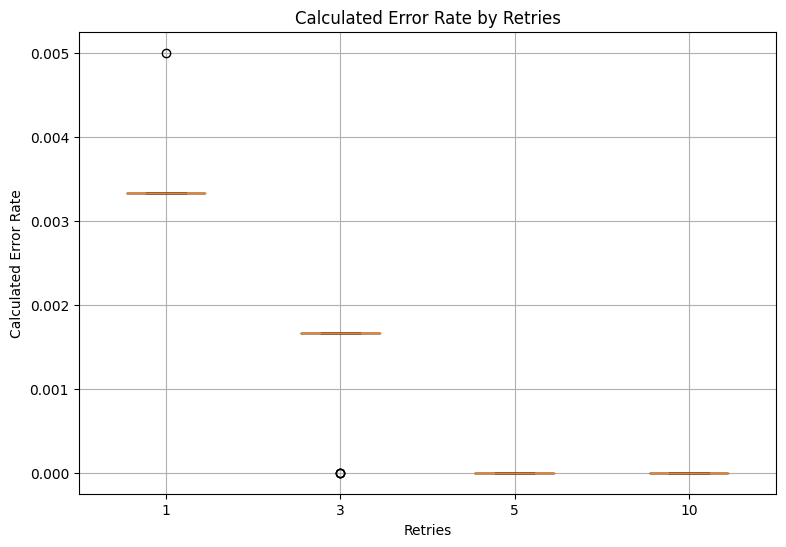 Calculated Error Rate by Retries
Calculated Error Rate
0.005
0.004
0.003
0.002
0.001
0.000
1 3 5 10
Retries